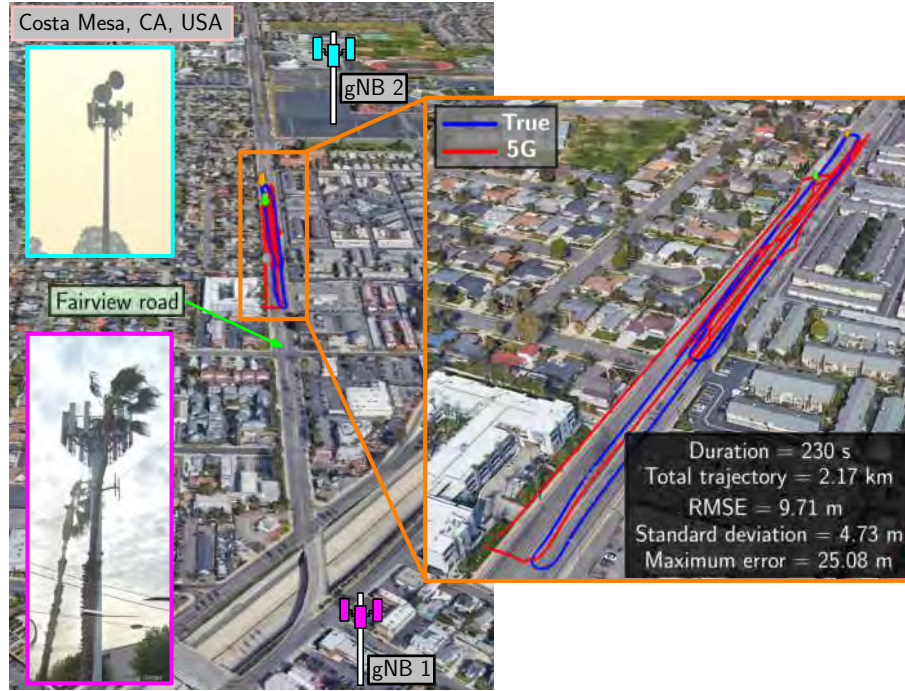 Costa Mesa, CA, USA
gNB 2
True
5G
Fairview road
Duration = 230 s
Total trajectory = 2.17 km
RMSE = 9.71 m
Standard deviation = 4.73 m
Maximum error = 25.08 m
gNB 1